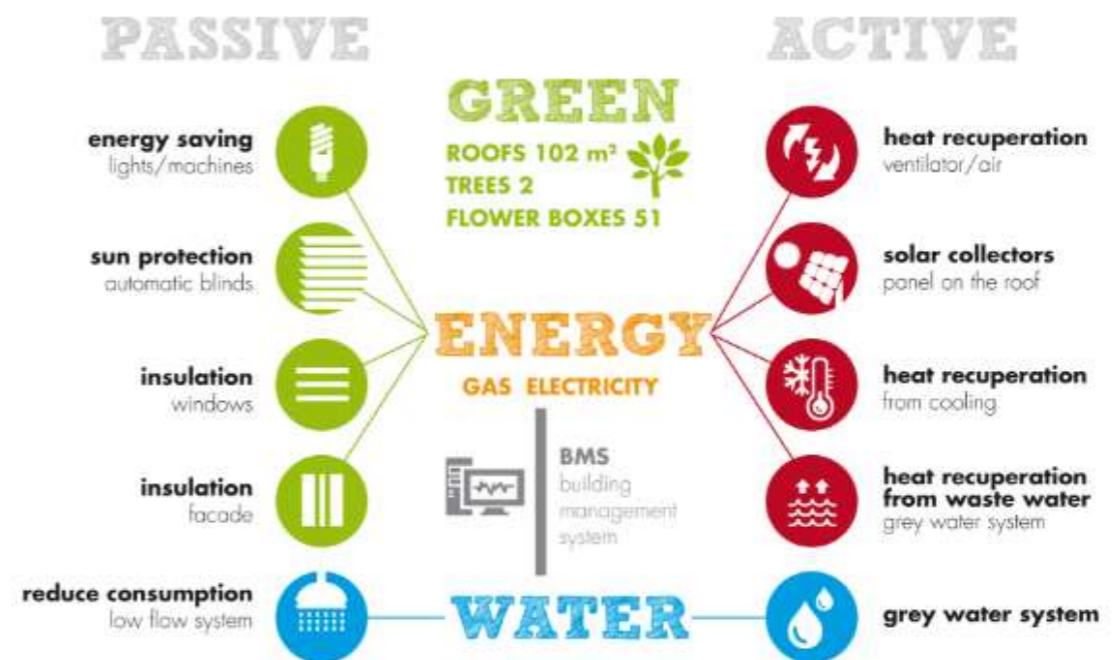 PASSIVE
ACTIVE
GREEN
ROOFS 102 m²
TREES 2
FLOWER BOXES 51
energy saving
lights/machines
sun protection
automatic blinds
insulation
windows
insulation
facade
reduce consumption
low flow system
ENERGY
GAS ELECTRICITY
BMS
building
management
system
WATER
heat recuperation
ventilator/air
solar collectors
panel on the roof
heat recuperation
from cooling
heat recuperation
from waste water
grey water system
grey water system